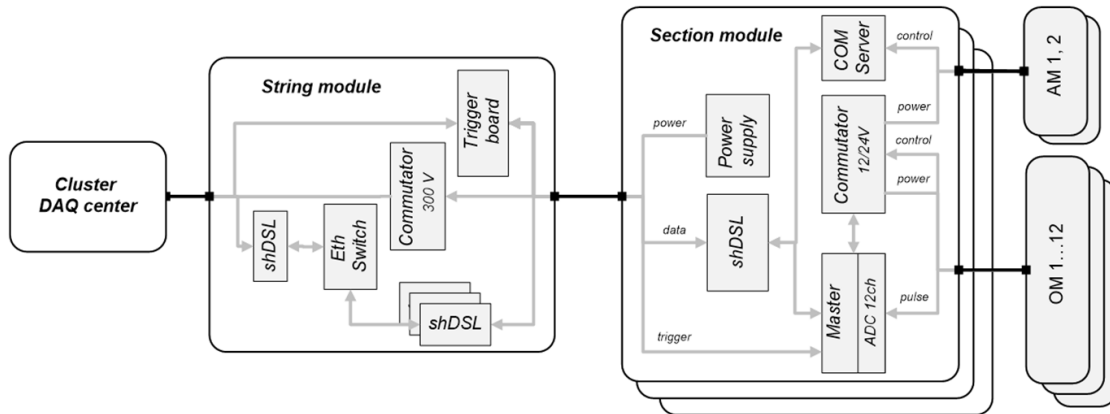 Cluster
DAQ center
String module
Trigger
board
Commutator
300 V
shDSL
Eth
Switch
shDSL
Section module
COM
Server
control
power
Power
supply
Commutator
12/24V
power
control
power
data
shDSL
Master
ADC 12ch
pulse
trigger
AM 1, 2
OM 1...12